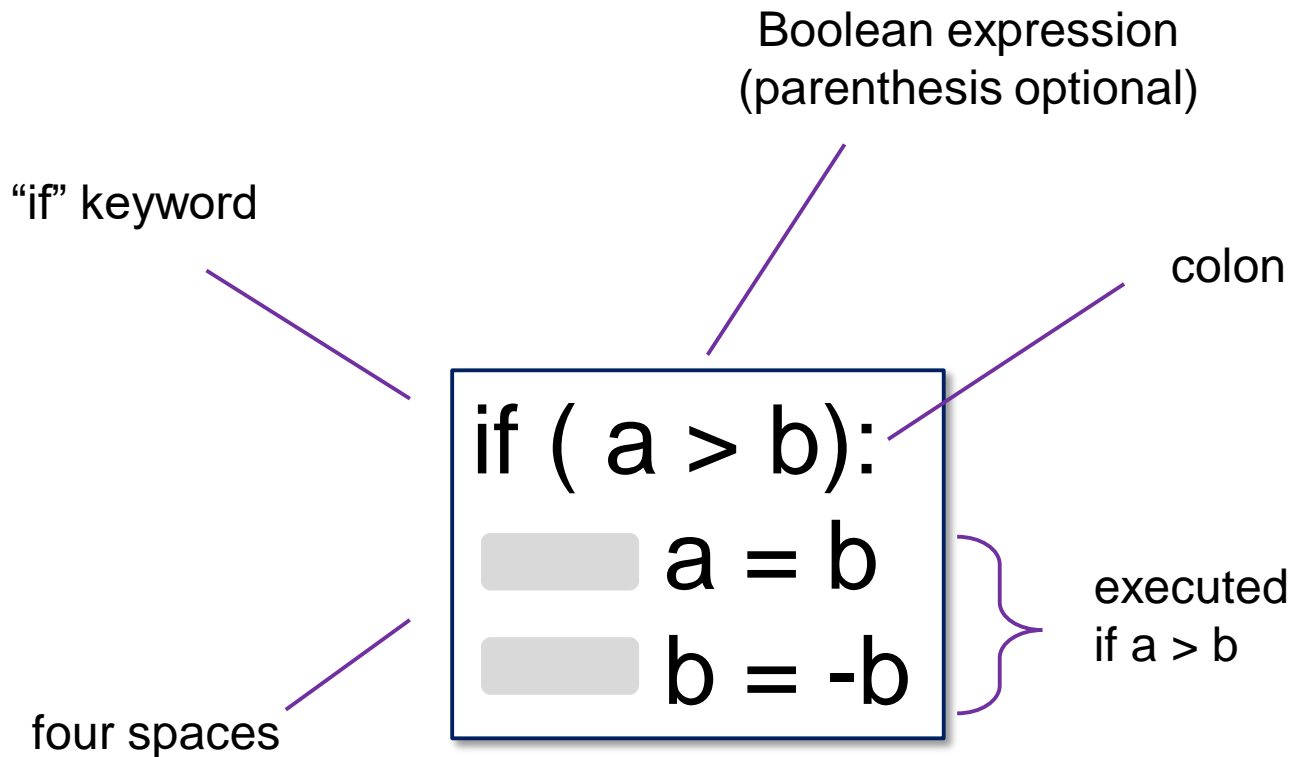 Boolean expression
(parenthesis optional)
“if” keyword
colon
if ( a > b):
a = b
b = -b
executed
if a > b
four spaces